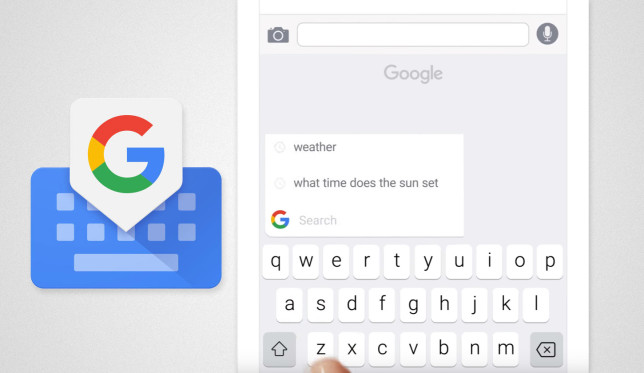 Google
weather
what time does the sun set
G Search
q w e r t y u i o p
a s d f g h j k l
z x c v b n m